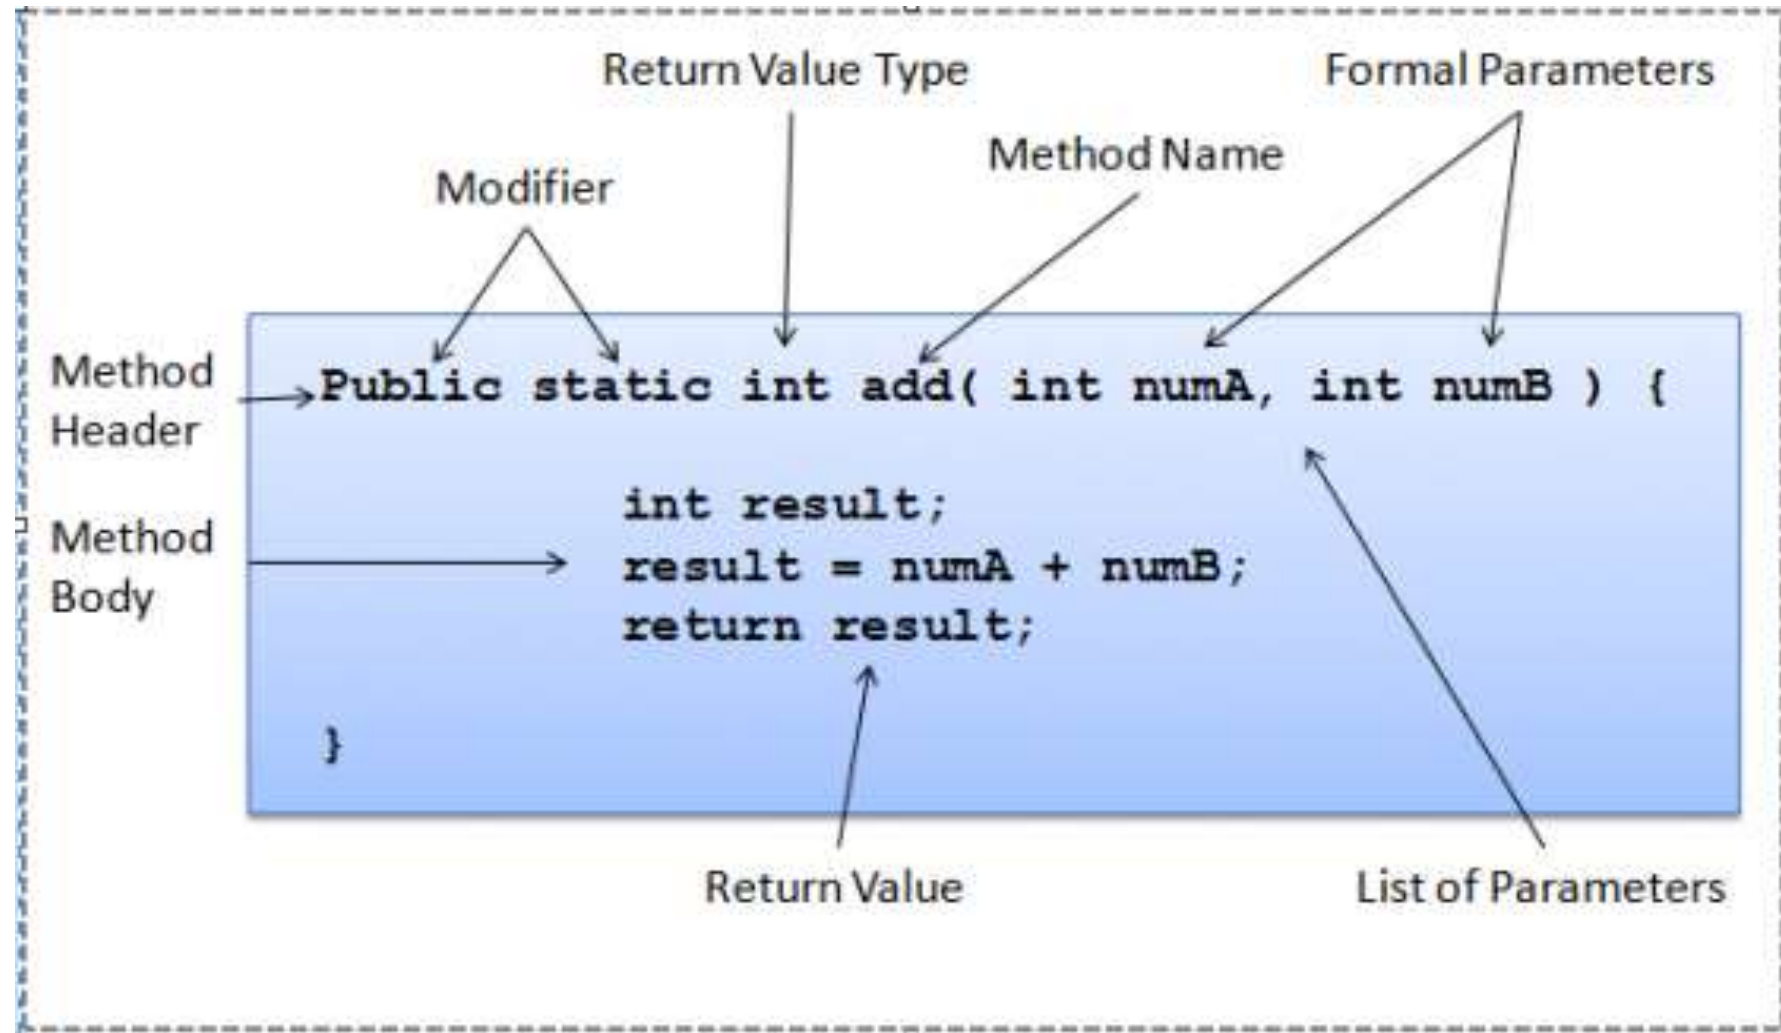 Return Value Type
Formal Parameters
Method Name
Modifier
Method
Header
Public static int add( int numA, int numB ) {
int result;
Method
Body
result = numA + numB;
return result;
}
Return Value
List of Parameters